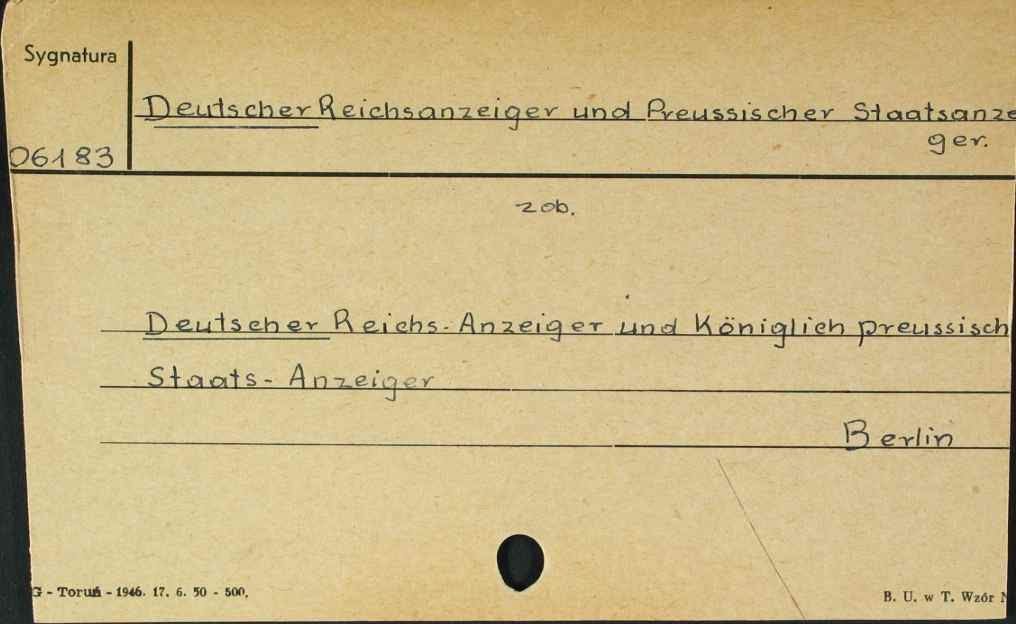 Sygnatura
Deutscher Reichsanzeiger und Preussischer Staatsanze
ger.
06183
zob.
Deutscher Reichs-Anzeiger und Königlich preussisch
Staats-Anzeiger
Berlin
G - Toruń - 1946. 17. 6. 50 - 500.
B. U. w T. Wzór N